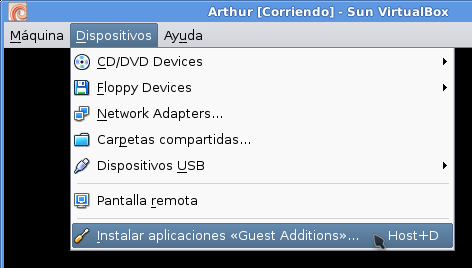 Arthur [Corriendo] - Sun VirtualBox
Máquina Dispositivos Ayuda
CD/DVD Devices
Floppy Devices
Network Adapters...
Carpetas compartidas...
Dispositivos USB
Pantalla remota
Instalar aplicaciones «Guest Additions»... Host+D